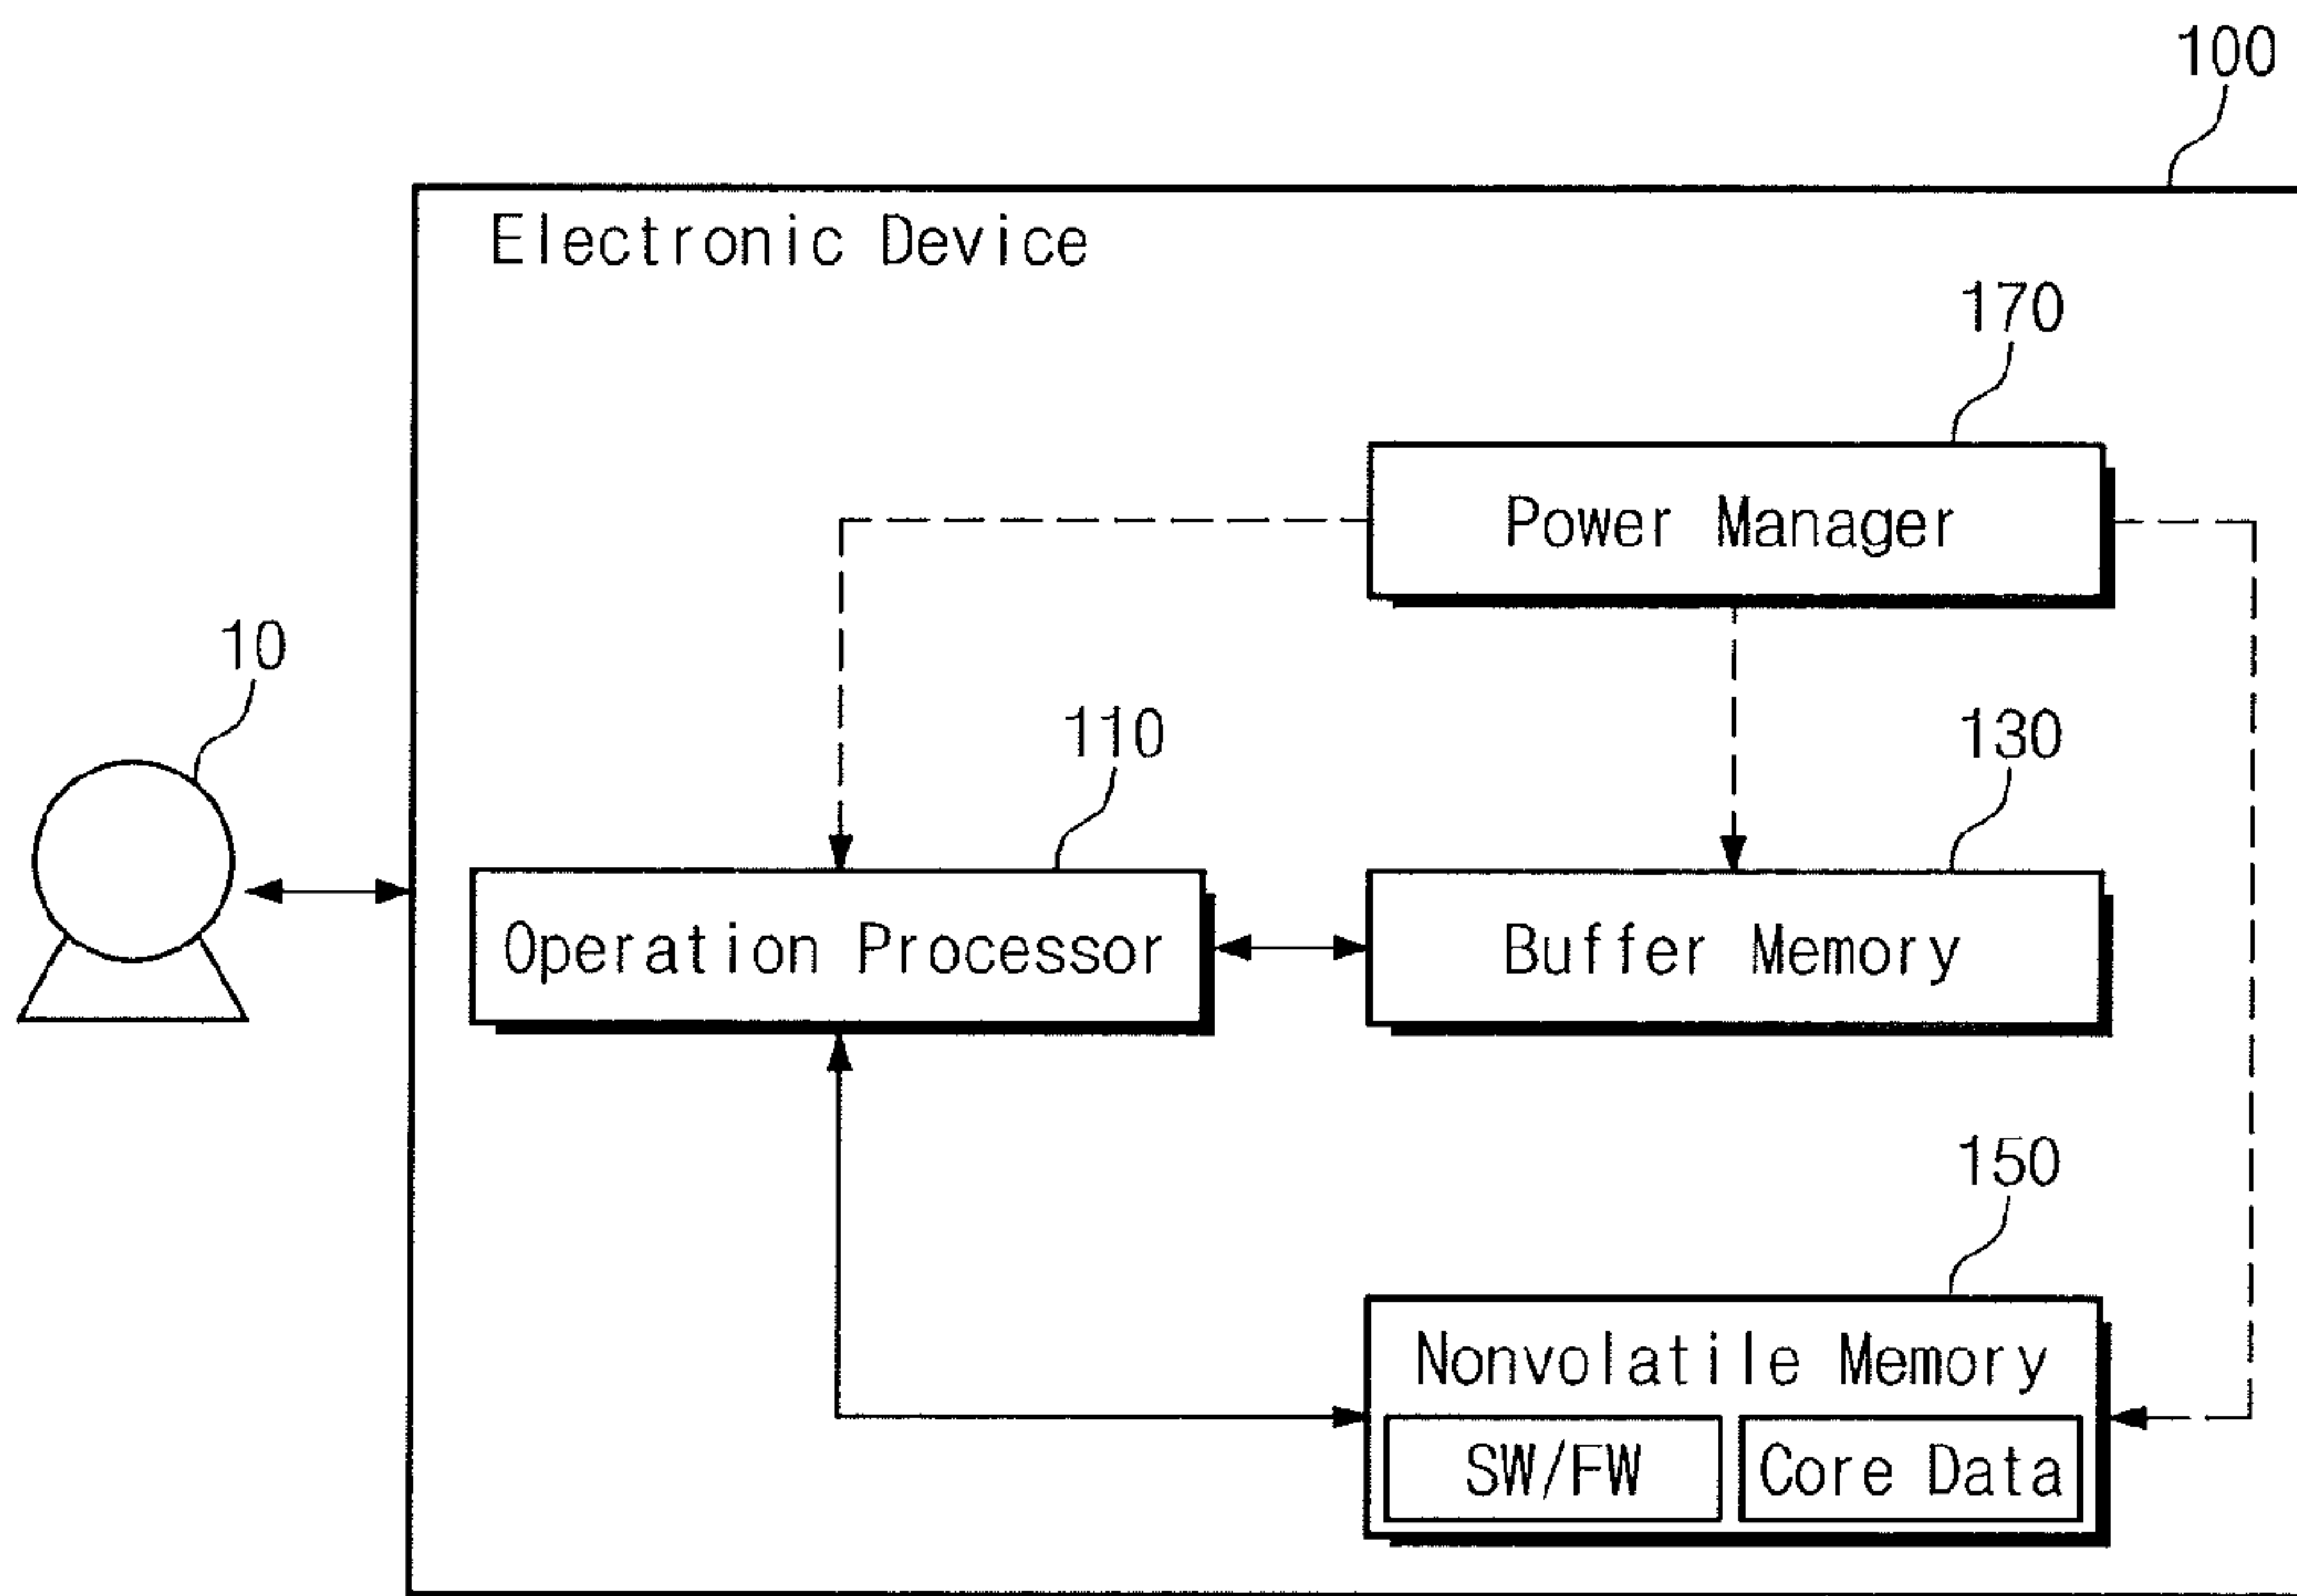 100
Electronic Device
170
Power Manager
10
110
130
Operation Processor
Buffer Memory
150
Nonvolatile Memory
SW/FW
Core Data